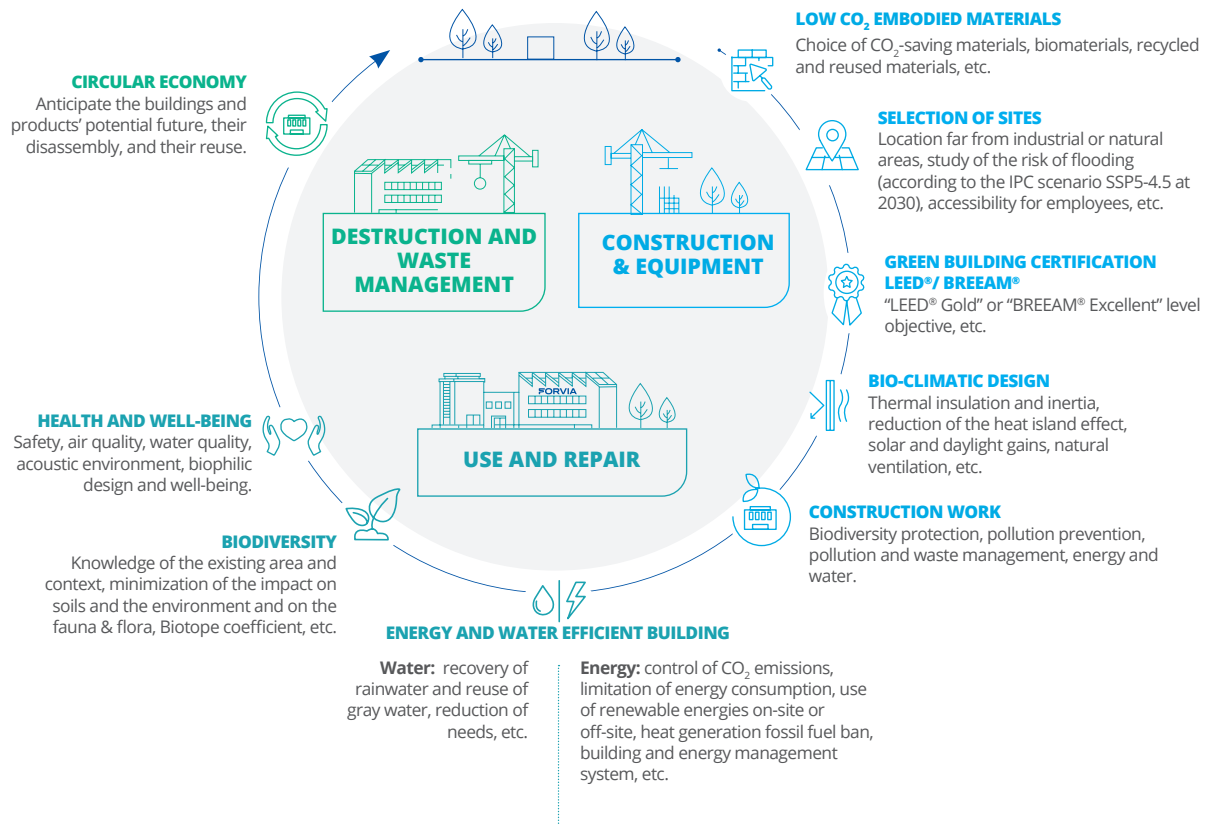 LOW CO₂ EMBODIED MATERIALS
Choice of CO₂-saving materials, biomaterials, recycled
and reused materials, etc.
SELECTION OF SITES
Location far from industrial or natural
areas, study of the risk of flooding
(according to the IPC scenario SSP5-4.5 at
2030), accessibility for employees, etc.
GREEN BUILDING CERTIFICATION
LEED®/ BREEAM®
“LEED® Gold” or “BREEAM® Excellent” level
objective, etc.
BIO-CLIMATIC DESIGN
Thermal insulation and inertia,
reduction of the heat island effect,
solar and daylight gains, natural
ventilation, etc.
CONSTRUCTION WORK
Biodiversity protection, pollution prevention,
pollution and waste management, energy and
water.
ENERGY AND WATER EFFICIENT BUILDING
Water: recovery of
rainwater and reuse of
gray water, reduction of
needs, etc.
Energy: control of CO₂ emissions,
limitation of energy consumption, use
of renewable energies on-site or
off-site, heat generation fossil fuel ban,
building and energy management
system, etc.
BIODIVERSITY
Knowledge of the existing area and
context, minimization of the impact on
soils and the environment and on the
fauna & flora, Biotope coefficient, etc.
HEALTH AND WELL-BEING
Safety, air quality, water quality,
acoustic environment, biophilic
design and well-being.
CIRCULAR ECONOMY
Anticipate the buildings and
products’ potential future, their
disassembly, and their reuse.
DESTRUCTION AND
WASTE
MANAGEMENT
CONSTRUCTION
& EQUIPMENT
FORVIA
USE AND REPAIR